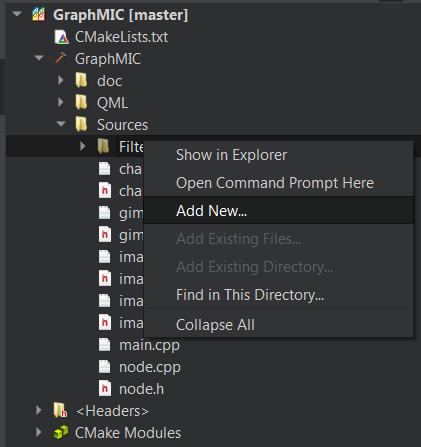 GraphMIC [master]
CMakeLists.txt
GraphMIC
doc
QML
Sources
Filte
cha
cha
gim
gim
ima
ima
ima
ima
main.cpp
node.cpp
node.h
<Headers>
CMake Modules
Show in Explorer
Open Command Prompt Here
Add New...
Add Existing Files...
Add Existing Directory...
Find in This Directory...
Collapse All